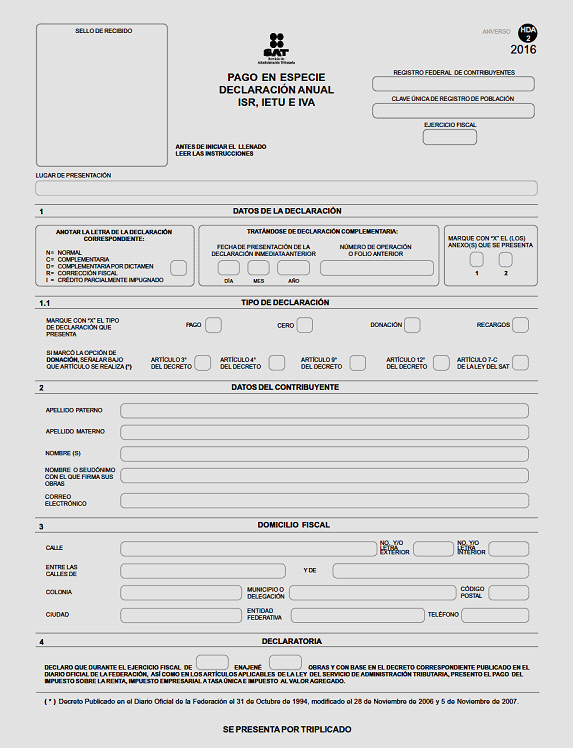 SELLO DE RECIBIDO
SAT
Servicio de
Administración Tributaria
ANVERSO
HDA
2
2016
PAGO EN ESPECIE
DECLARACIÓN ANUAL
ISR, IETU E IVA
REGISTRO FEDERAL DE CONTRIBUYENTES
CLAVE ÚNICA DE REGISTRO DE POBLACIÓN
EJERCICIO FISCAL
ANTES DE INICIAR EL LLENADO
LEER LAS INSTRUCCIONES
LUGAR DE PRESENTACIÓN
1 DATOS DE LA DECLARACIÓN
ANOTAR LA LETRA DE LA DECLARACIÓN
CORRESPONDIENTE:
N = NORMAL
C = COMPLEMENTARIA
D = COMPLEMENTARIA POR DICTAMEN
R = CORRECCIÓN FISCAL
I = CRÉDITO PARCIALMENTE IMPUGNADO
TRATÁNDOSE DE DECLARACIÓN COMPLEMENTARIA:
FECHA DE PRESENTACIÓN DE LA
DECLARACIÓN INMEDIATA ANTERIOR
DÍA MES AÑO
NÚMERO DE OPERACIÓN
O FOLIO ANTERIOR
MARQUE CON "X" EL (LOS)
ANEXO(S) QUE SE PRESENTA
1 2
1.1 TIPO DE DECLARACIÓN
MARQUE CON "X" EL TIPO
DE DECLARACIÓN QUE
PRESENTA
PAGO CERO DONACIÓN RECARGOS
SI MARCÓ LA OPCIÓN DE
DONACIÓN, SEÑALAR BAJO
QUE ARTÍCULO SE REALIZA (*)
ARTÍCULO 3°
DEL DECRETO
ARTÍCULO 4°
DEL DECRETO
ARTÍCULO 9°
DEL DECRETO
ARTÍCULO 12°
DEL DECRETO
ARTÍCULO 7-C
DE LA LEY DEL SAT
2 DATOS DEL CONTRIBUYENTE
APELLIDO PATERNO
APELLIDO MATERNO
NOMBRE (S)
NOMBRE O SEUDÓNIMO
CON EL QUE FIRMA SUS
OBRAS
CORREO
ELECTRÓNICO
3 DOMICILIO FISCAL
CALLE
NO. Y/O
LETRA
EXTERIOR
NO. Y/O
LETRA
INTERIOR
ENTRE LAS
CALLES DE
Y DE
COLONIA
MUNICIPIO O
DELEGACIÓN
CÓDIGO
POSTAL
CIUDAD
ENTIDAD
FEDERATIVA
TELÉFONO
4 DECLARATORIA
DECLARO QUE DURANTE EL EJERCICIO FISCAL DE ENAJENÉ OBRAS Y CON BASE EN EL DECRETO CORRESPONDIENTE PUBLICADO EN EL
DIARIO OFICIAL DE LA FEDERACIÓN, ASÍ COMO EN LOS ARTÍCULOS APLICABLES DE LA LEY DEL SERVICIO DE ADMINISTRACIÓN TRIBUTARIA, PRESENTO EL PAGO DEL
IMPUESTO SOBRE LA RENTA, IMPUESTO EMPRESARIAL A TASA ÚNICA E IMPUESTO AL VALOR AGREGADO.
( * ) Decreto Publicado en el Diario Oficial de la Federación el 31 de Octubre de 1994, modificado el 28 de Noviembre de 2006 y 5 de Noviembre de 2007.
SE PRESENTA POR TRIPLICADO